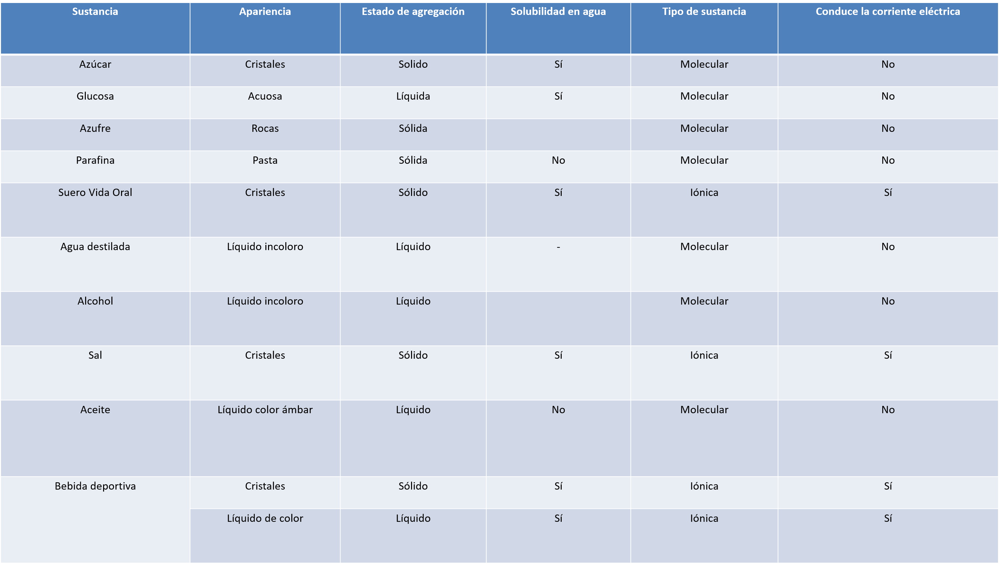 Sustancia Apariencia Estado de agregación Solubilidad en agua Tipo de sustancia Conduce la corriente eléctrica
Azúcar Cristales Solido Sí Molecular No
Glucosa Acuosa Líquida Sí Molecular No
Azufre Rocas Sólida Molecular No
Parafina Pasta Sólida No Molecular No
Suero Vida Oral Cristales Sólido Sí Iónica Sí
Agua destilada Líquido incoloro Líquido - Molecular No
Alcohol Líquido incoloro Líquido Molecular No
Sal Cristales Sólido Sí Iónica Sí
Aceite Líquido color ámbar Líquido No Molecular No
Bebida deportiva Cristales Sólido Sí Iónica Sí
Líquido de color Líquido Sí Iónica Sí